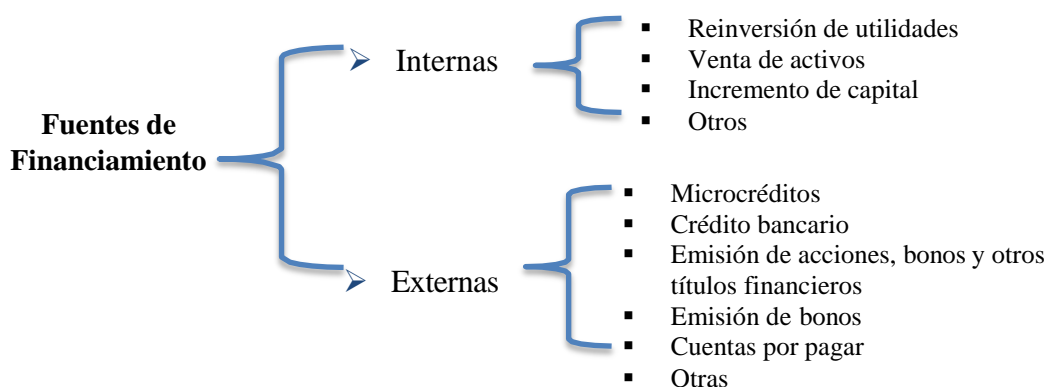 Fuentes de
Financiamiento
Internas
Reinversión de utilidades
Venta de activos
Incremento de capital
Otros
Externas
Microcréditos
Crédito bancario
Emisión de acciones, bonos y otros
títulos financieros
Emisión de bonos
Cuentas por pagar
Otras